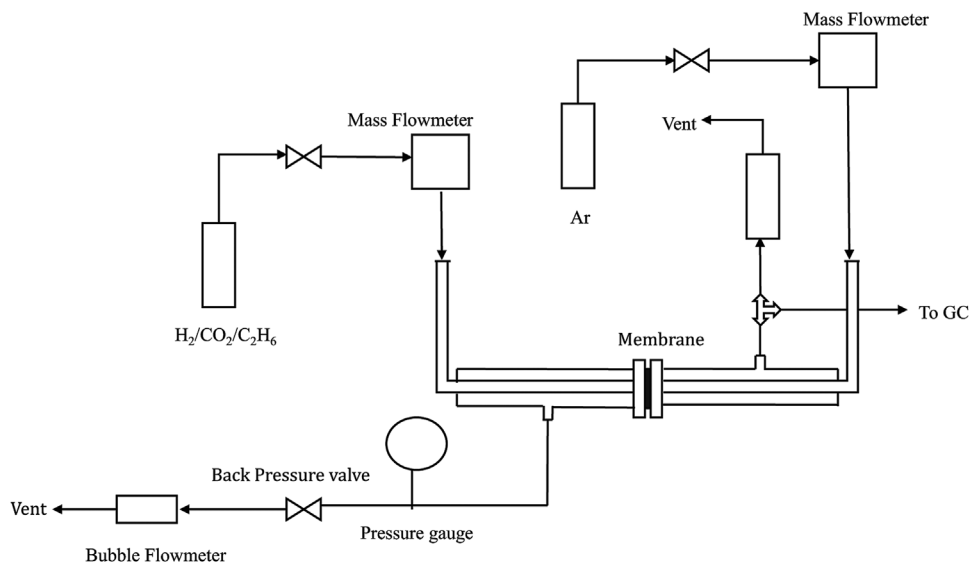 Mass Flowmeter
Mass Flowmeter
Vent
Ar
H₂/CO₂/C₂H₆
To GC
Membrane
Back Pressure valve
Vent
Pressure gauge
Bubble Flowmeter